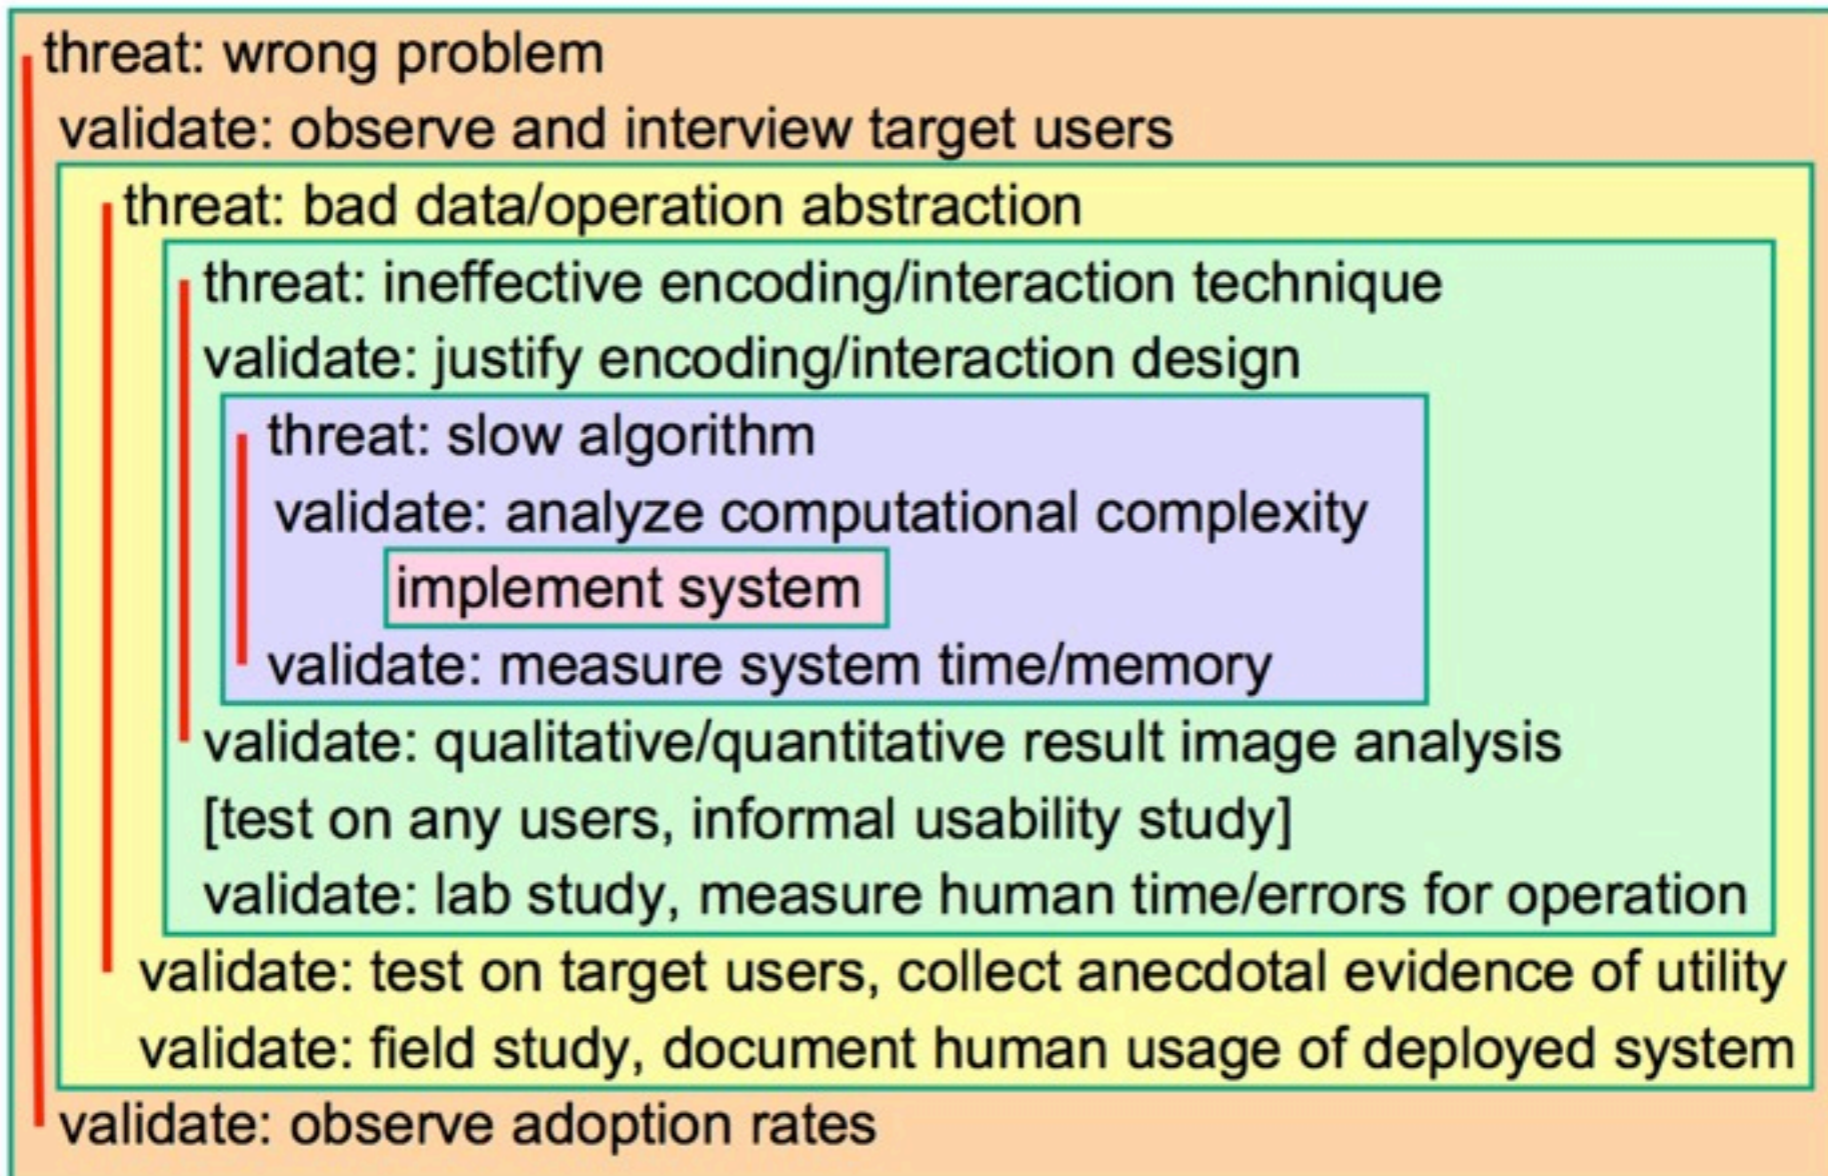 threat: wrong problem
validate: observe and interview target users
threat: bad data/operation abstraction
threat: ineffective encoding/interaction technique
validate: justify encoding/interaction design
threat: slow algorithm
validate: analyze computational complexity
implement system
validate: measure system time/memory
validate: qualitative/quantitative result image analysis
[test on any users, informal usability study]
validate: lab study, measure human time/errors for operation
validate: test on target users, collect anecdotal evidence of utility
validate: field study, document human usage of deployed system
validate: observe adoption rates